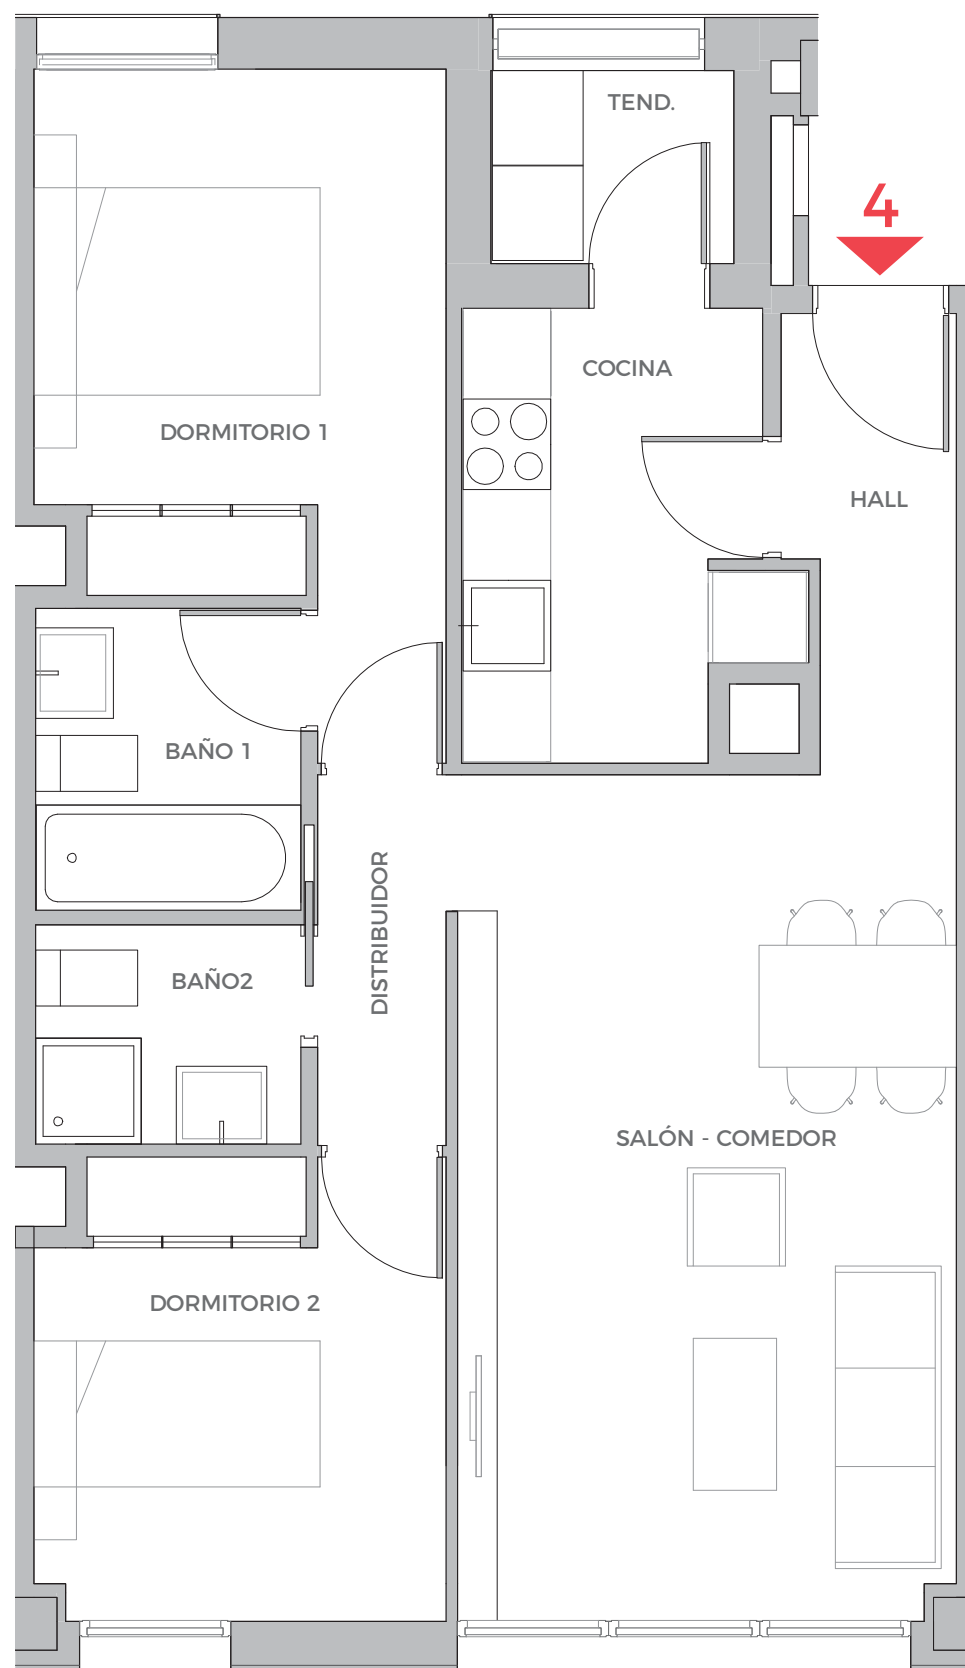 TEND.
4
COCINA
DORMITORIO 1
HALL
BAÑO 1
DISTRIBUIDOR
BAÑO2
SALÓN - COMEDOR
DORMITORIO 2